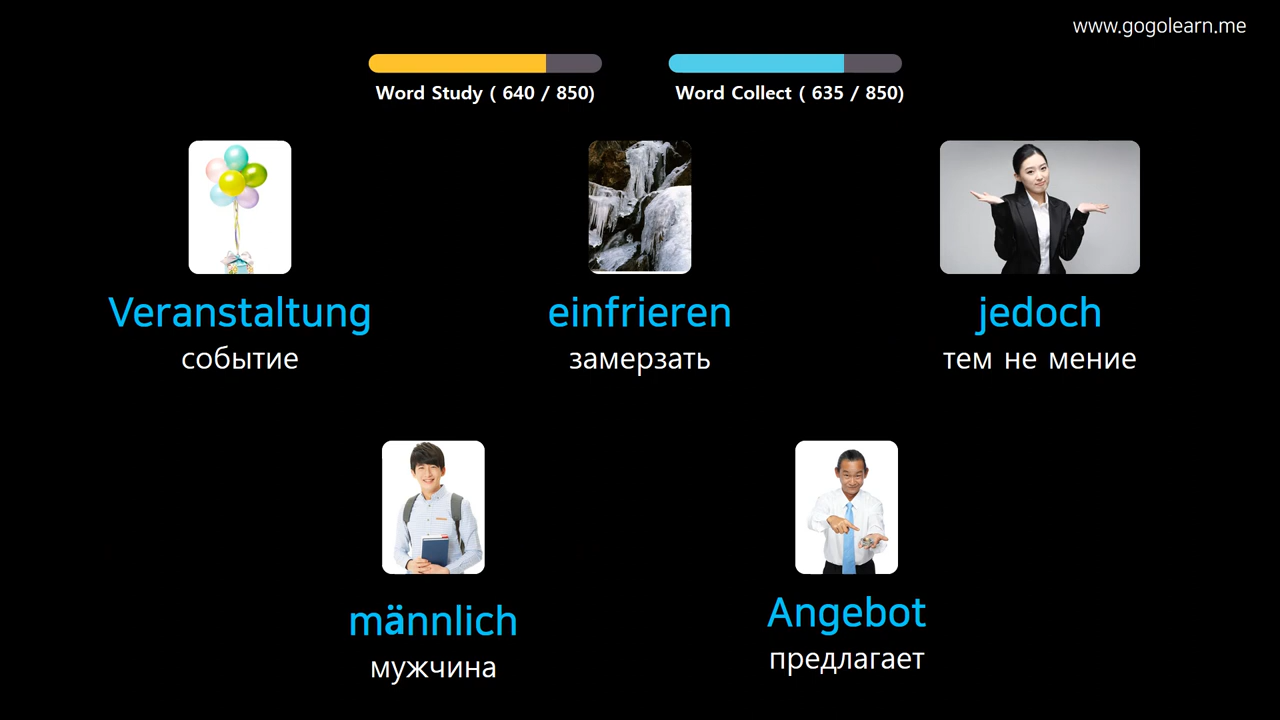 www.gogolearn.me
Word Study ( 640 / 850)
Word Collect ( 635 / 850)
Veranstaltung
событие
einfrieren
замерзать
jedoch
тем не мение
männlich
мужчина
Angebot
предлагает